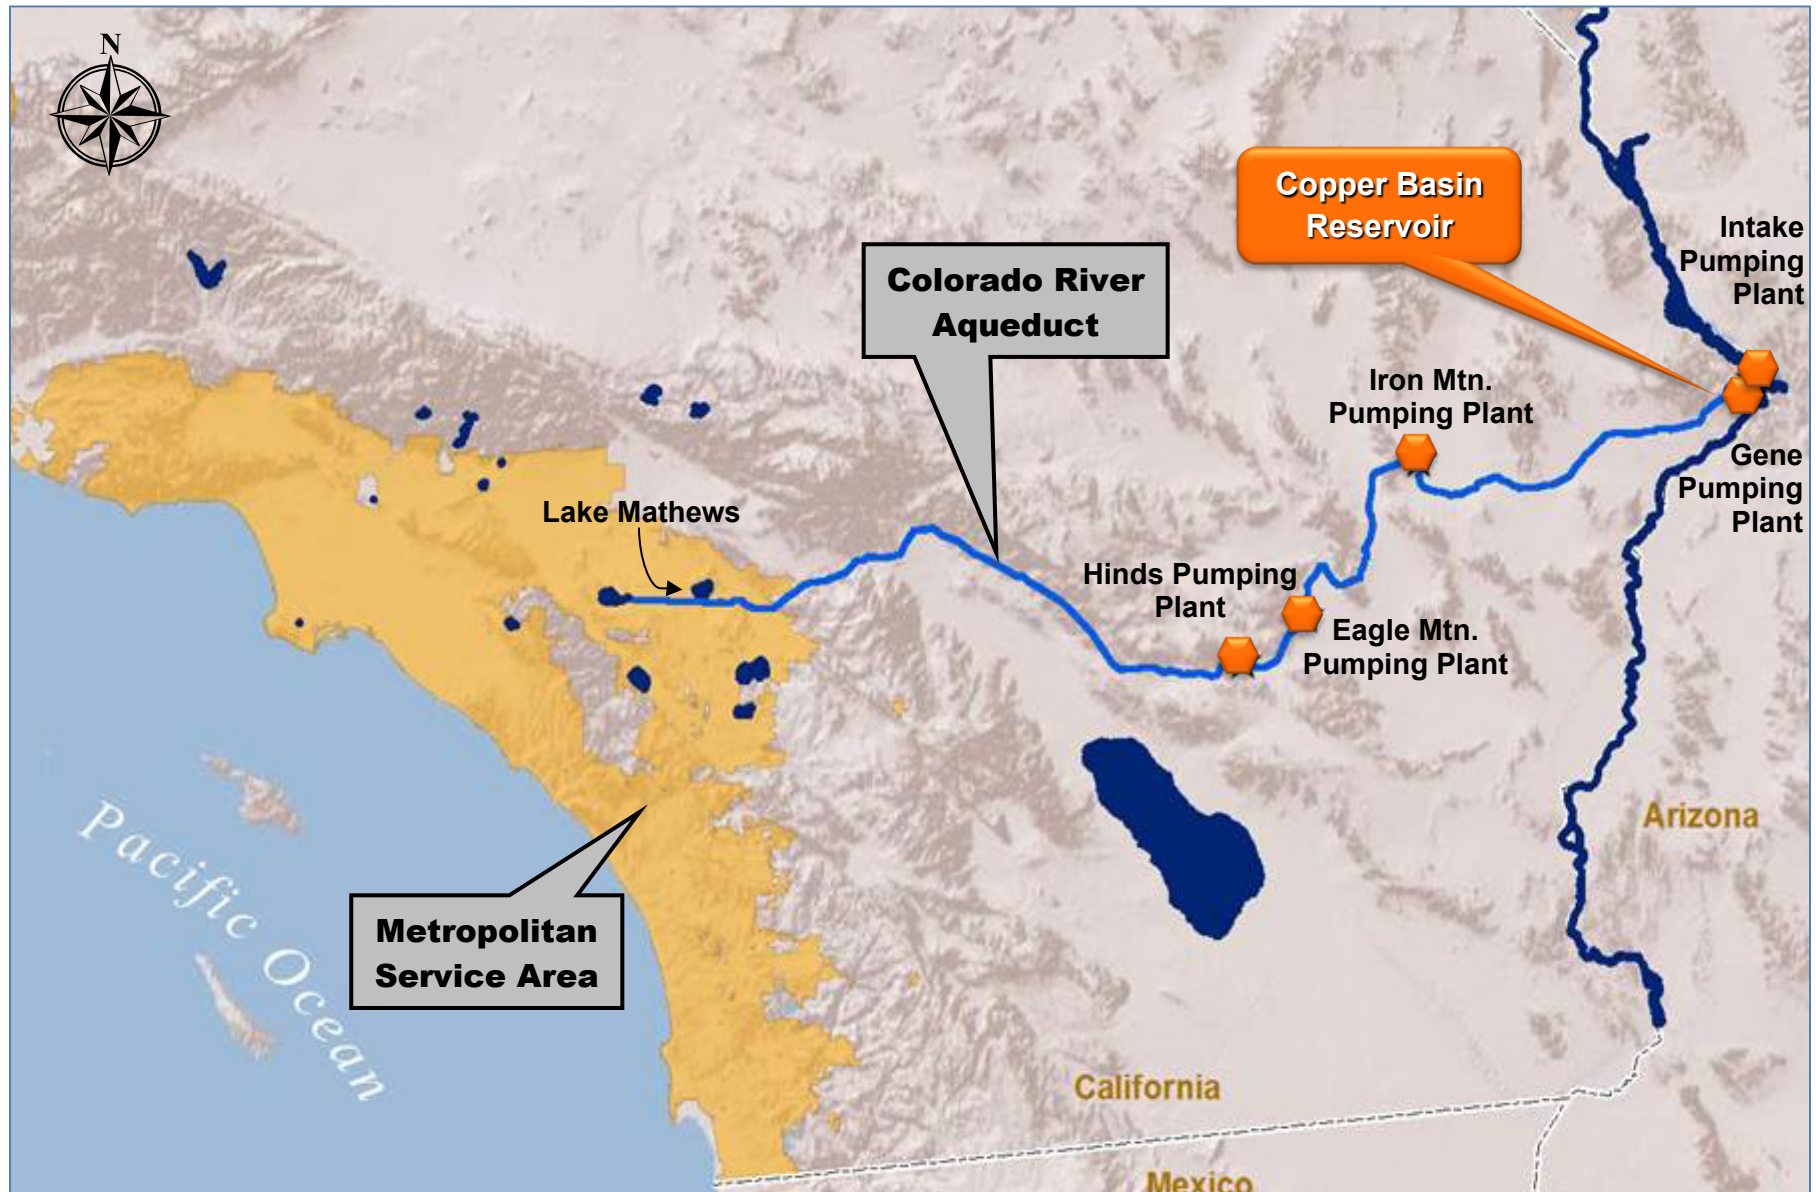 N
Copper Basin
Reservoir
Intake
Pumping
Plant
Colorado River
Aqueduct
Iron Mtn.
Pumping Plant
Gene
Pumping
Plant
Lake Mathews
Hinds Pumping
Plant
Eagle Mtn.
Pumping Plant
Arizona
Pacific Ocean
Metropolitan
Service Area
California
Mexico